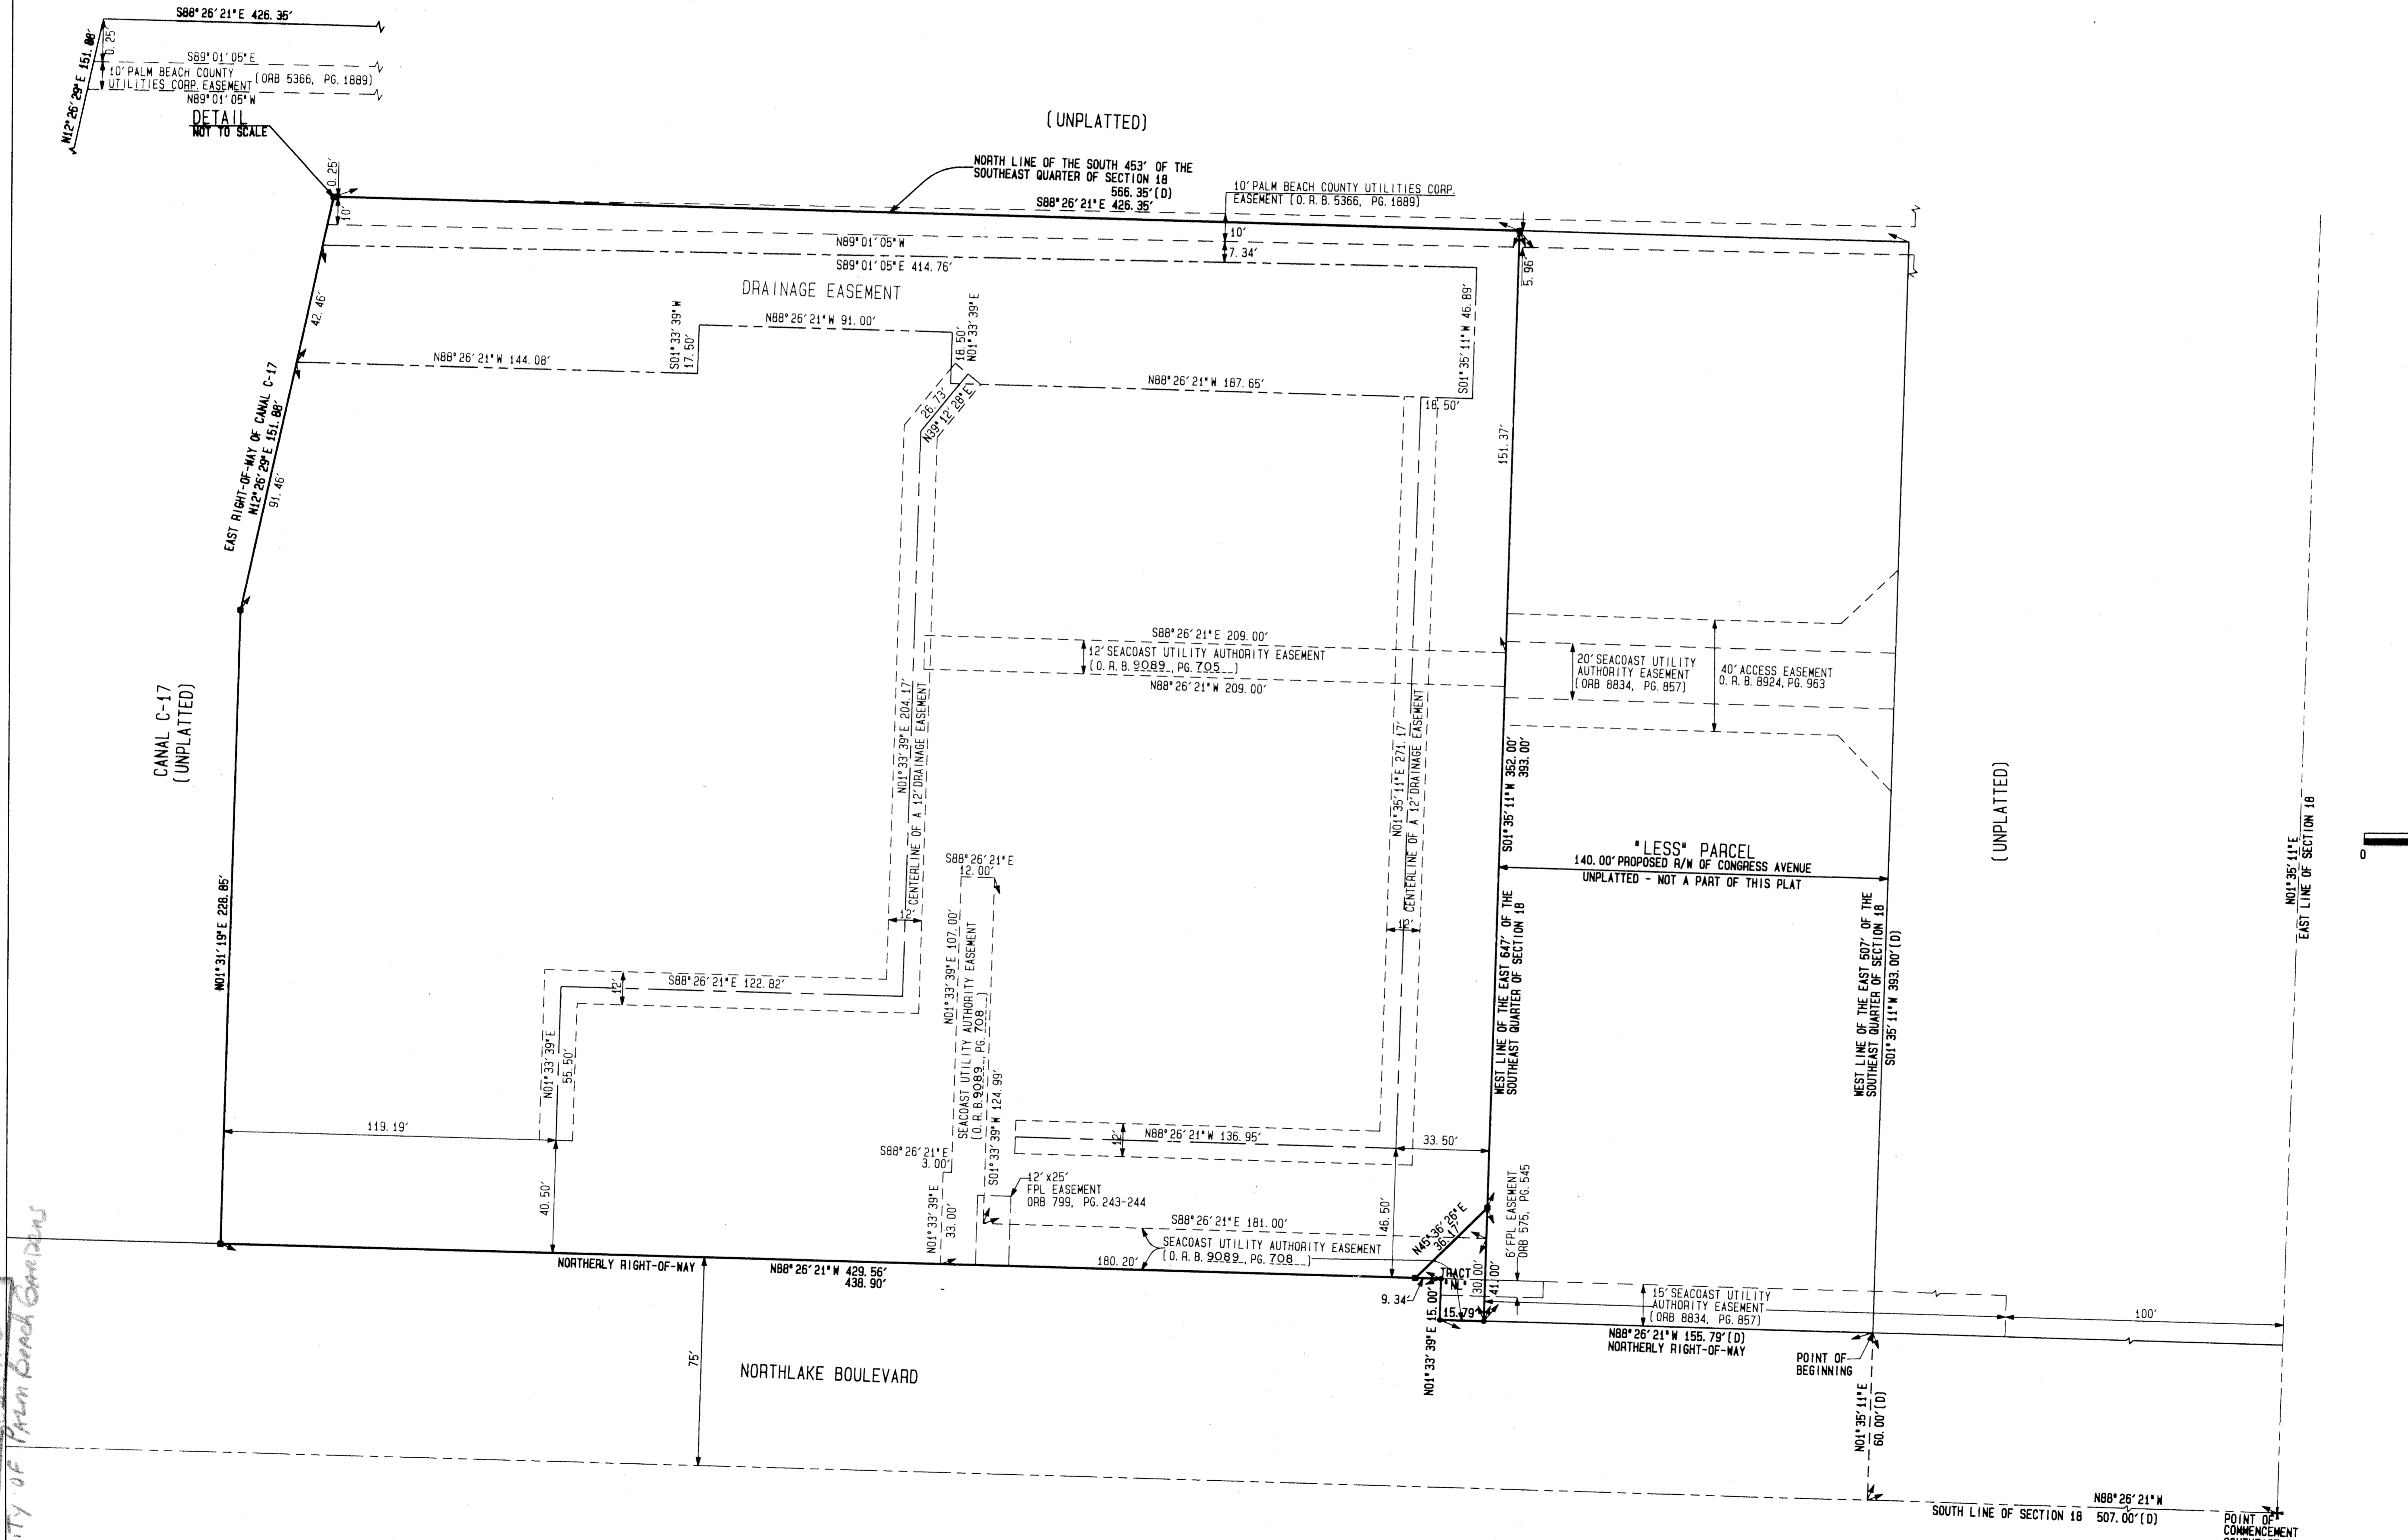 S88°26'21"E 426.35'
N12°26'29"E 151.88'
0.25'
S89°01'05"E
10' PALM BEACH COUNTY
UTILITIES CORP. EASEMENT (ORB 5366, PG. 1889)
N89°01'05"W
DETAIL
NOT TO SCALE
(UNPLATTED)
NORTH LINE OF THE SOUTH 453' OF THE
SOUTHEAST QUARTER OF SECTION 18
566.35'(D)
S88°26'21"E 426.35'
10' PALM BEACH COUNTY UTILITIES CORP.
EASEMENT (O.R.B. 5366, PG. 1889)
0.25'
10'
N89°01'05"W
10'
7.34'
S89°01'05"E 414.76'
5.96'
DRAINAGE EASEMENT
42.46'
N88°26'21"W 144.08'
S01°33'39"W
17.50'
N88°26'21"W 91.00'
18.50'
N01°33'39"E
N88°26'21"W 187.65'
S01°35'11"W 46.89'
18.50'
26.73'
N39°12'28"E
151.37'
EAST RIGHT-OF-WAY OF CANAL C-17
N12°26'29"E 151.88'
91.46'
CANAL C-17
(UNPLATTED)
S88°26'21"E 209.00'
12' SEACOAST UTILITY AUTHORITY EASEMENT
(O.R.B. 9089, PG. 705)
N88°26'21"W 209.00'
20' SEACOAST UTILITY
AUTHORITY EASEMENT
(ORB 8834, PG. 857)
40' ACCESS EASEMENT
O.R.B. 8924, PG. 963
N01°33'39"E 204.17'
CENTERLINE OF A 12' DRAINAGE EASEMENT
12'
N01°35'11"E 271.17'
CENTERLINE OF A 12' DRAINAGE EASEMENT
12'
S01°35'11"W 352.00'
393.00'
WEST LINE OF THE EAST 647' OF THE
SOUTHEAST QUARTER OF SECTION 18
"LESS" PARCEL
140.00' PROPOSED R/W OF CONGRESS AVENUE
UNPLATTED - NOT A PART OF THIS PLAT
WEST LINE OF THE EAST 507' OF THE
SOUTHEAST QUARTER OF SECTION 18
S01°35'11"W 393.00'(D)
(UNPLATTED)
N01°35'11"E
EAST LINE OF SECTION 18
0
N01°31'19"E 228.85'
S88°26'21"E
12.00'
N01°33'39"E 107.00'
SEACOAST UTILITY AUTHORITY EASEMENT
(O.R.B. 9089, PG. 708)
S01°33'39"W 124.99'
12'
S88°26'21"E 122.82'
N01°33'39"E
55.50'
119.19'
40.50'
S88°26'21"E
3.00'
N01°33'39"E
33.00'
12'x25'
FPL EASEMENT
ORB 799, PG. 243-244
12'
N88°26'21"W 136.95'
33.50'
46.50'
S88°26'21"E 181.00'
SEACOAST UTILITY AUTHORITY EASEMENT
(O.R.B. 9089, PG. 708)
180.20'
N45°36'26"E
36.17'
6' FPL EASEMENT
ORB 575, PG. 545
TRACT
"NL"
30.00'
41.00'
9.34'
15.79'
N01°33'39"E 15.00'
15' SEACOAST UTILITY
AUTHORITY EASEMENT
(ORB 8834, PG. 857)
100'
N88°26'21"W 155.79'(D)
NORTHERLY RIGHT-OF-WAY
POINT OF
BEGINNING
NORTHERLY RIGHT-OF-WAY
N88°26'21"W 429.56'
438.90'
75'
NORTHLAKE BOULEVARD
N01°35'11"E
60.00'(D)
N88°26'21"W
SOUTH LINE OF SECTION 18 507.00'(D)
POINT OF
COMMENCEMENT
ITY OF PALM BEACH GARDENS